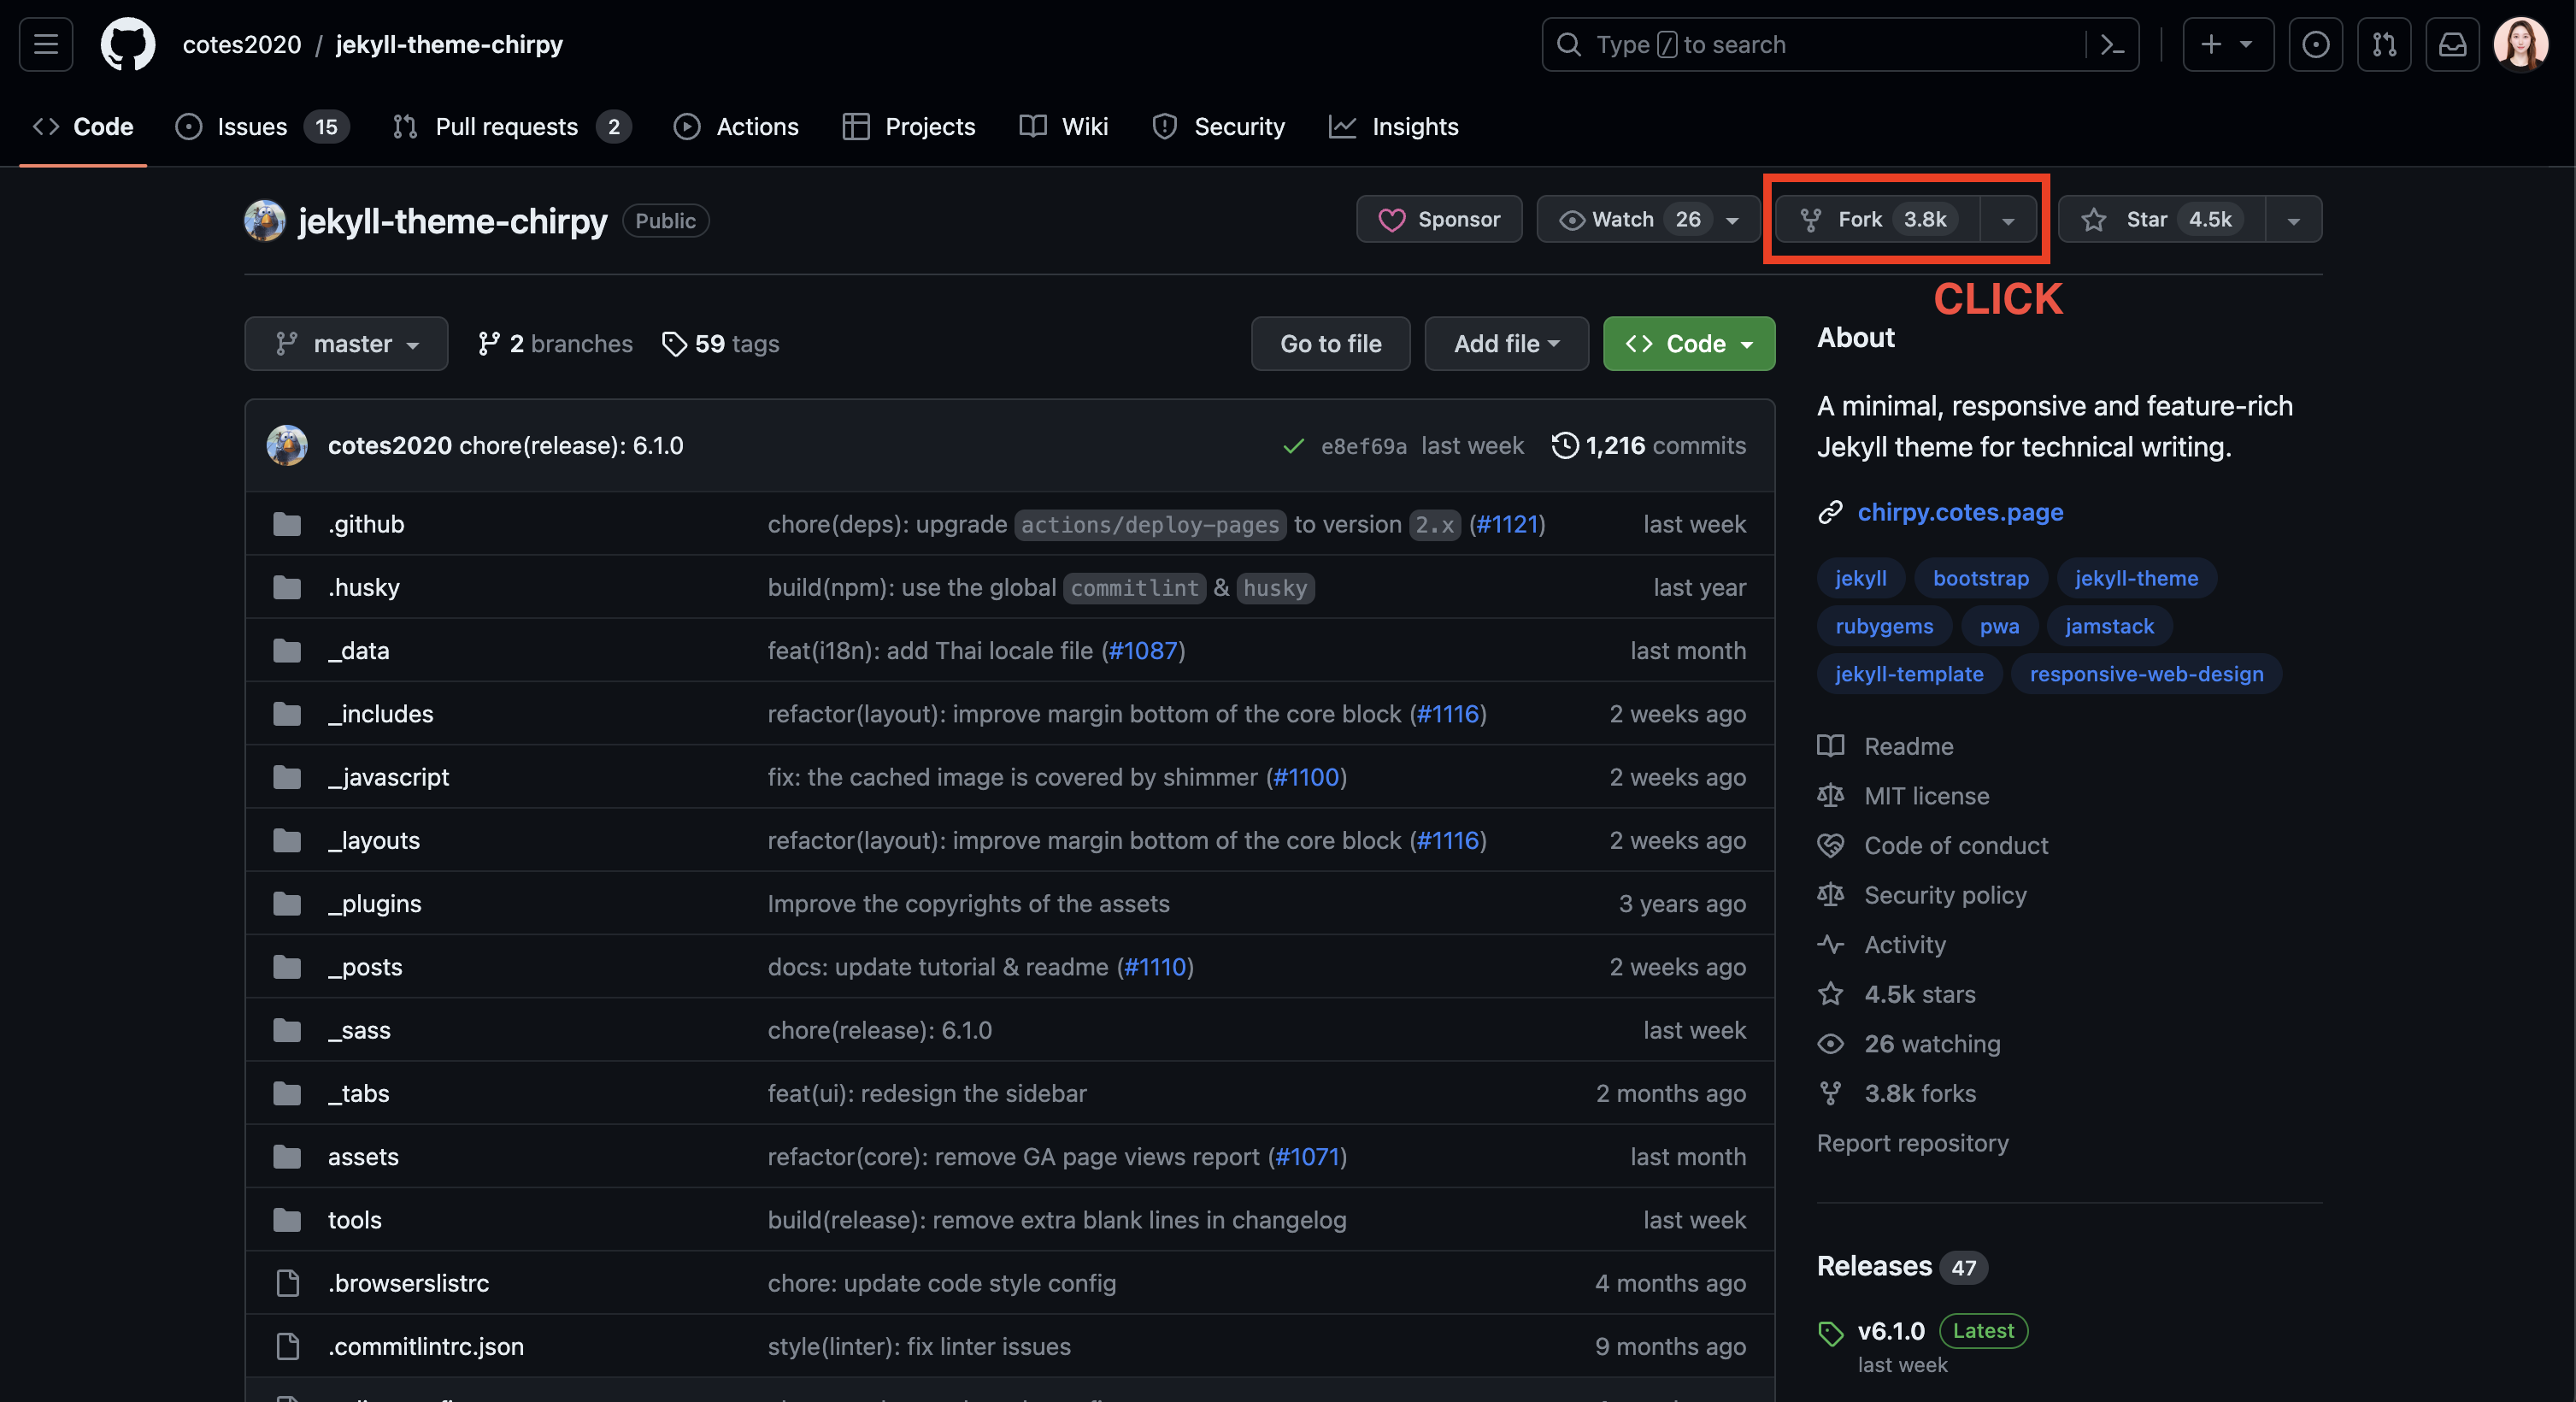 cotes2020 / jekyll-theme-chirpy
Type / to search
Code
Issues 15
Pull requests 2
Actions
Projects
Wiki
Security
Insights
jekyll-theme-chirpy Public
Sponsor
Watch 26
Fork 3.8k
Star 4.5k
CLICK
master
2 branches
59 tags
Go to file
Add file
Code
cotes2020 chore(release): 6.1.0
e8ef69a last week
1,216 commits
.github chore(deps): upgrade actions/deploy-pages to version 2.x (#1121) last week
.husky build(npm): use the global commitlint & husky last year
_data feat(i18n): add Thai locale file (#1087) last month
_includes refactor(layout): improve margin bottom of the core block (#1116) 2 weeks ago
_javascript fix: the cached image is covered by shimmer (#1100) 2 weeks ago
_layouts refactor(layout): improve margin bottom of the core block (#1116) 2 weeks ago
_plugins Improve the copyrights of the assets 3 years ago
_posts docs: update tutorial & readme (#1110) 2 weeks ago
_sass chore(release): 6.1.0 last week
_tabs feat(ui): redesign the sidebar 2 months ago
assets refactor(core): remove GA page views report (#1071) last month
tools build(release): remove extra blank lines in changelog last week
.browserslistrc chore: update code style config 4 months ago
.commitlintrc.json style(linter): fix linter issues 9 months ago
About
A minimal, responsive and feature-rich
Jekyll theme for technical writing.
chirpy.cotes.page
jekyll bootstrap jekyll-theme
rubygems pwa jamstack
jekyll-template responsive-web-design
Readme
MIT license
Code of conduct
Security policy
Activity
4.5k stars
26 watching
3.8k forks
Report repository
Releases 47
v6.1.0 Latest
last week